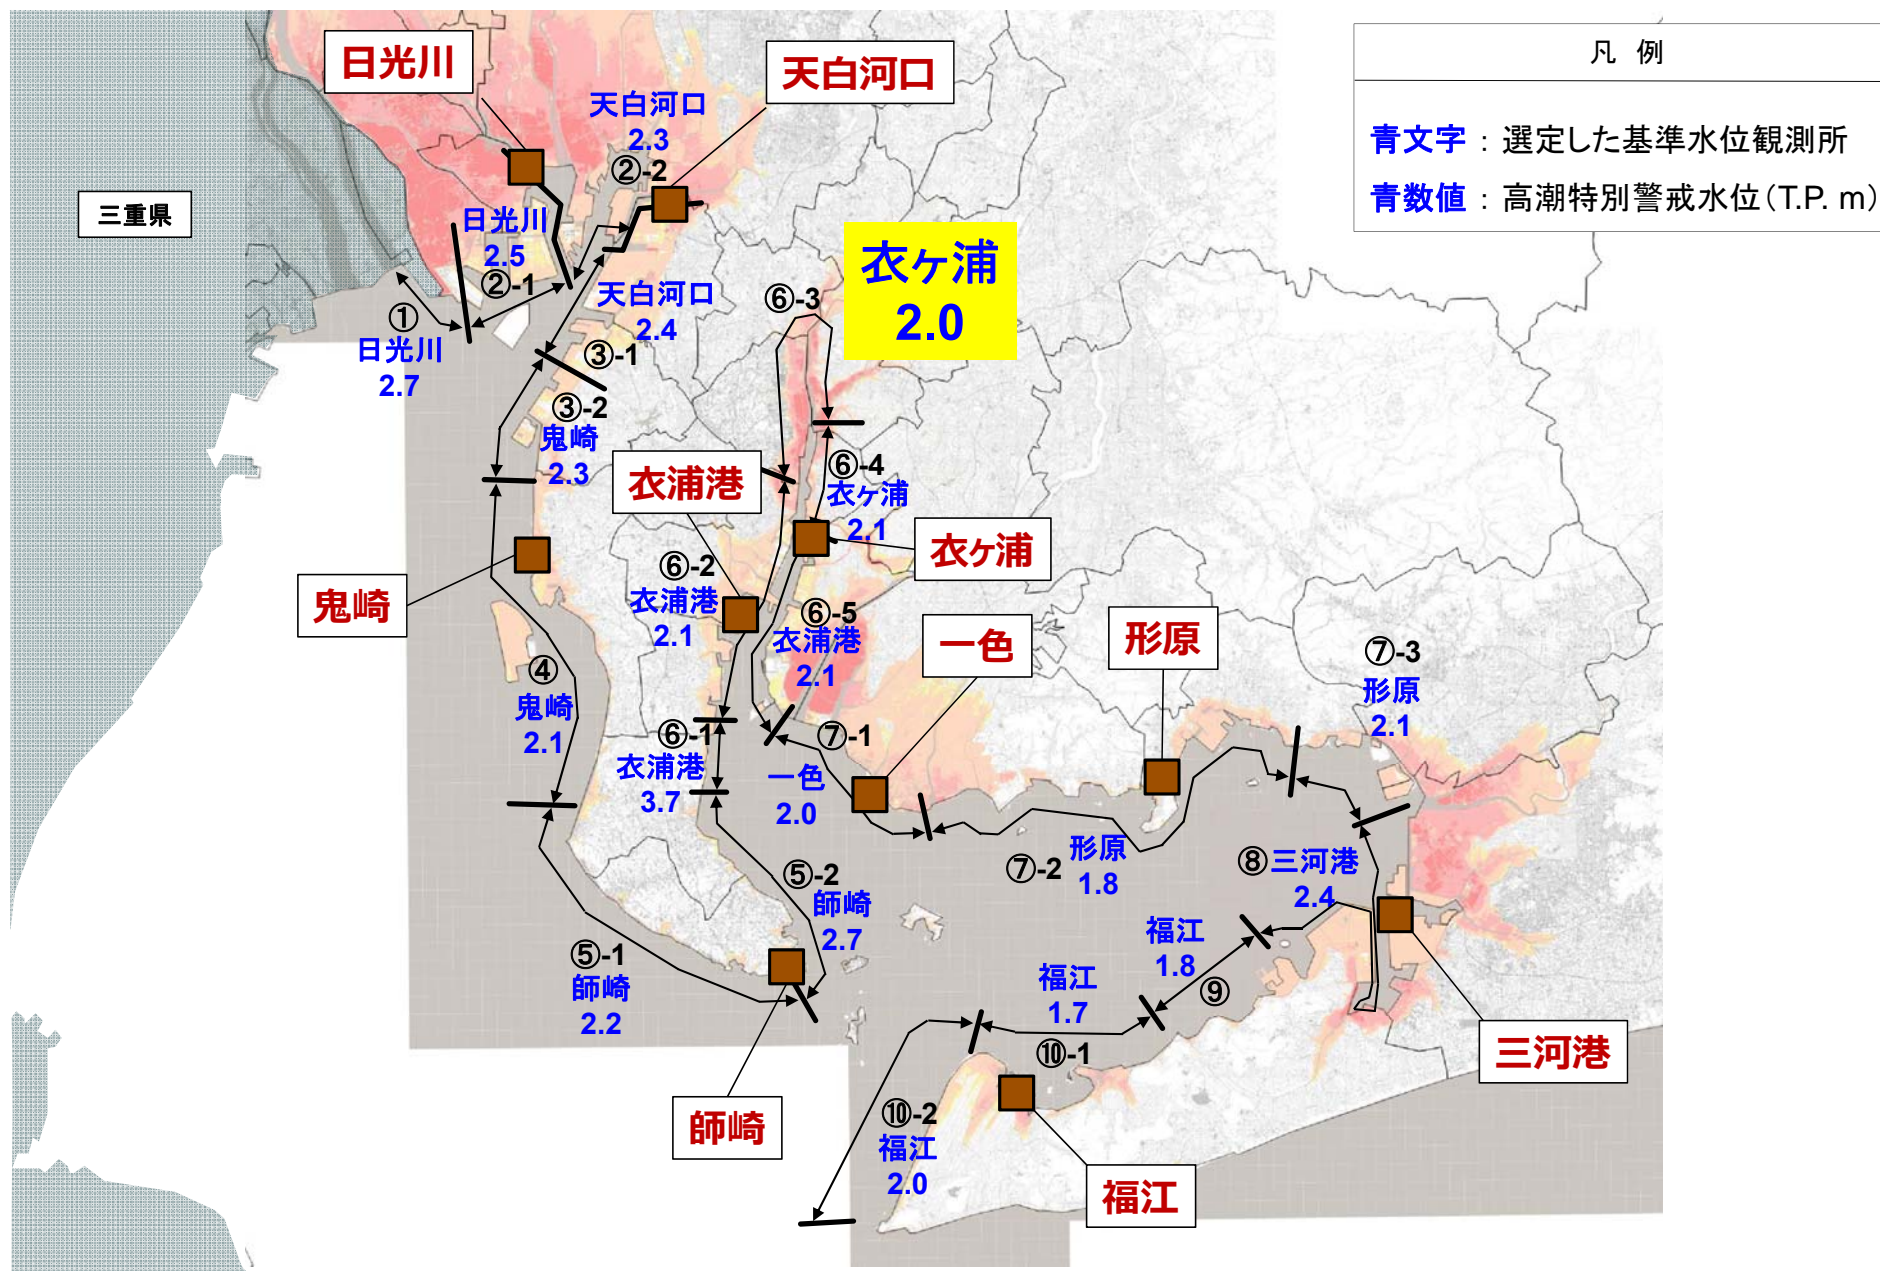 日光川
天白河口
凡 例
青文字 : 選定した基準水位観測所
青数値 : 高潮特別警戒水位(T.P. m)
天白河口
2.3
②-2
三重県
日光川
2.5
②-1
衣ヶ浦
2.0
①
日光川
2.7
天白河口
2.4
③-1
⑥-3
③-2
鬼崎
2.3
衣浦港
⑥-4
衣ヶ浦
2.1
衣ヶ浦
鬼崎
⑥-2
衣浦港
2.1
⑥-5
衣浦港
2.1
一色
形原
⑦-3
形原
2.1
④
鬼崎
2.1
⑥-1
衣浦港
3.7
⑦-1
一色
2.0
⑦-2
形原
1.8
⑧三河港
2.4
⑤-2
師崎
2.7
⑤-1
師崎
2.2
福江
1.8
⑨
福江
1.7
⑩-1
三河港
師崎
⑩-2
福江
2.0
福江